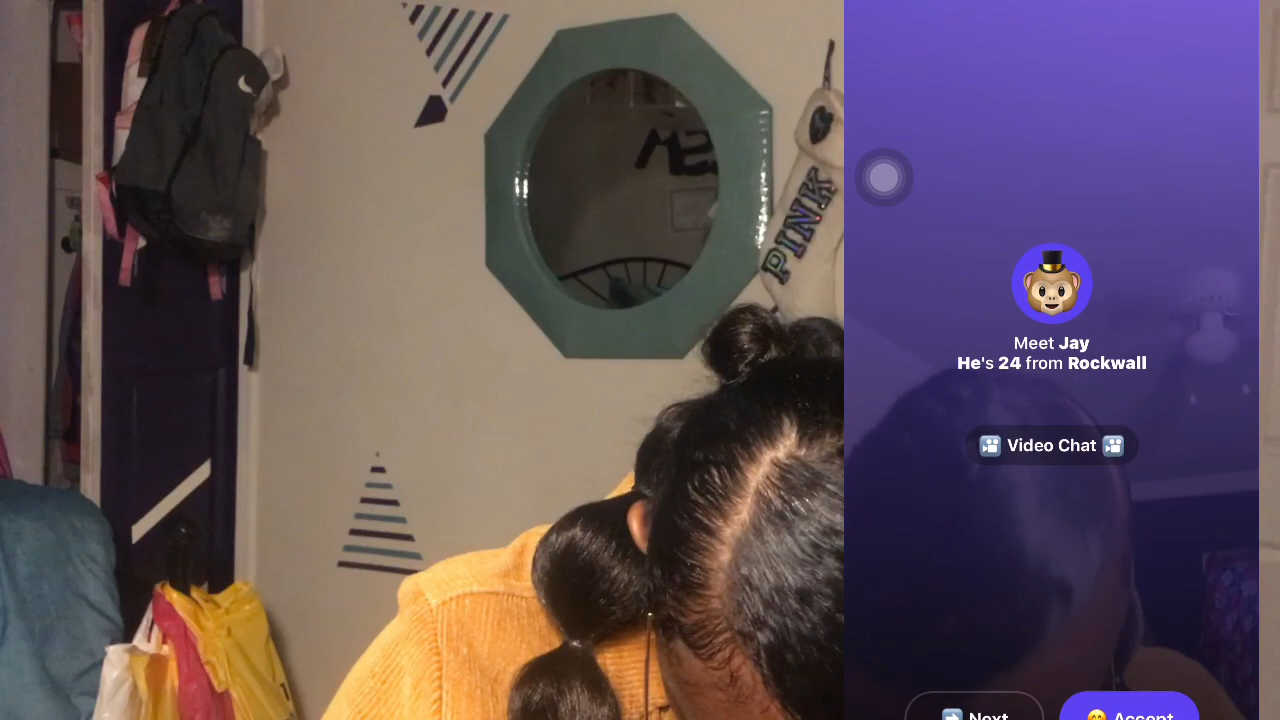 PINK
Meet Jay
He's 24 from Rockwall
Video Chat
Next
Accept